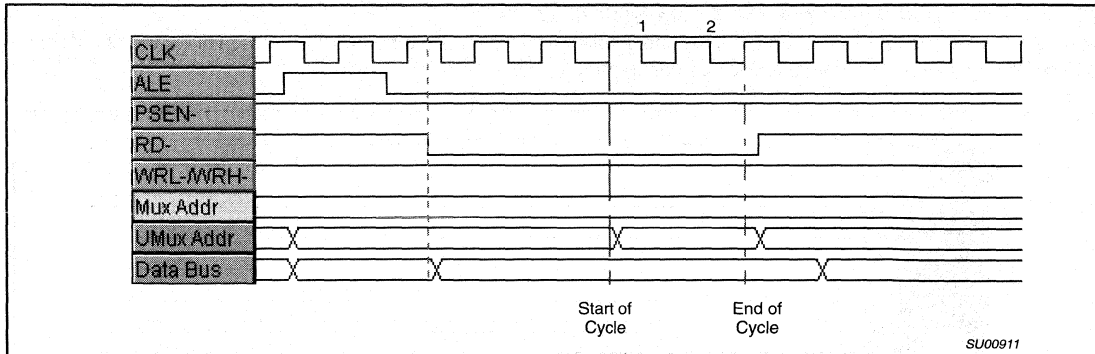 1 2
CLK
ALE
PSEN-
RD-
WRL-/WRH-
Mux Addr
UMux Addr
Data Bus
Start of
Cycle
End of
Cycle
SU00911